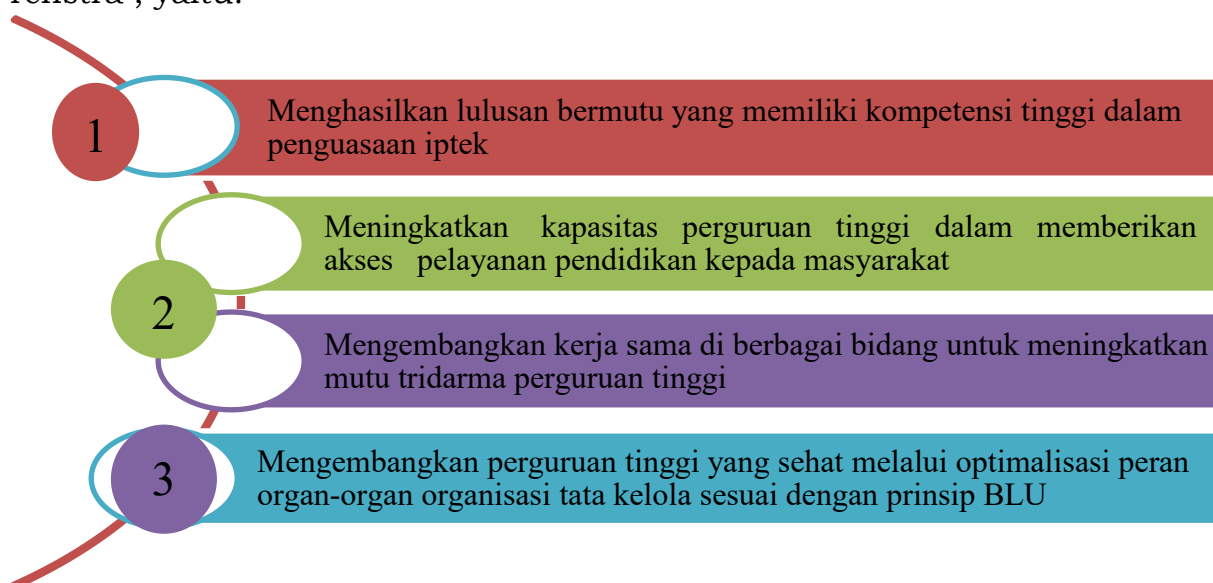 renstra , yaitu:
1
Menghasilkan lulusan bermutu yang memiliki kompetensi tinggi dalam
penguasaan iptek
Meningkatkan kapasitas perguruan tinggi dalam memberikan
akses pelayanan pendidikan kepada masyarakat
2
Mengembangkan kerja sama di berbagai bidang untuk meningkatkan
mutu tridarma perguruan tinggi
3
Mengembangkan perguruan tinggi yang sehat melalui optimalisasi peran
organ-organ organisasi tata kelola sesuai dengan prinsip BLU